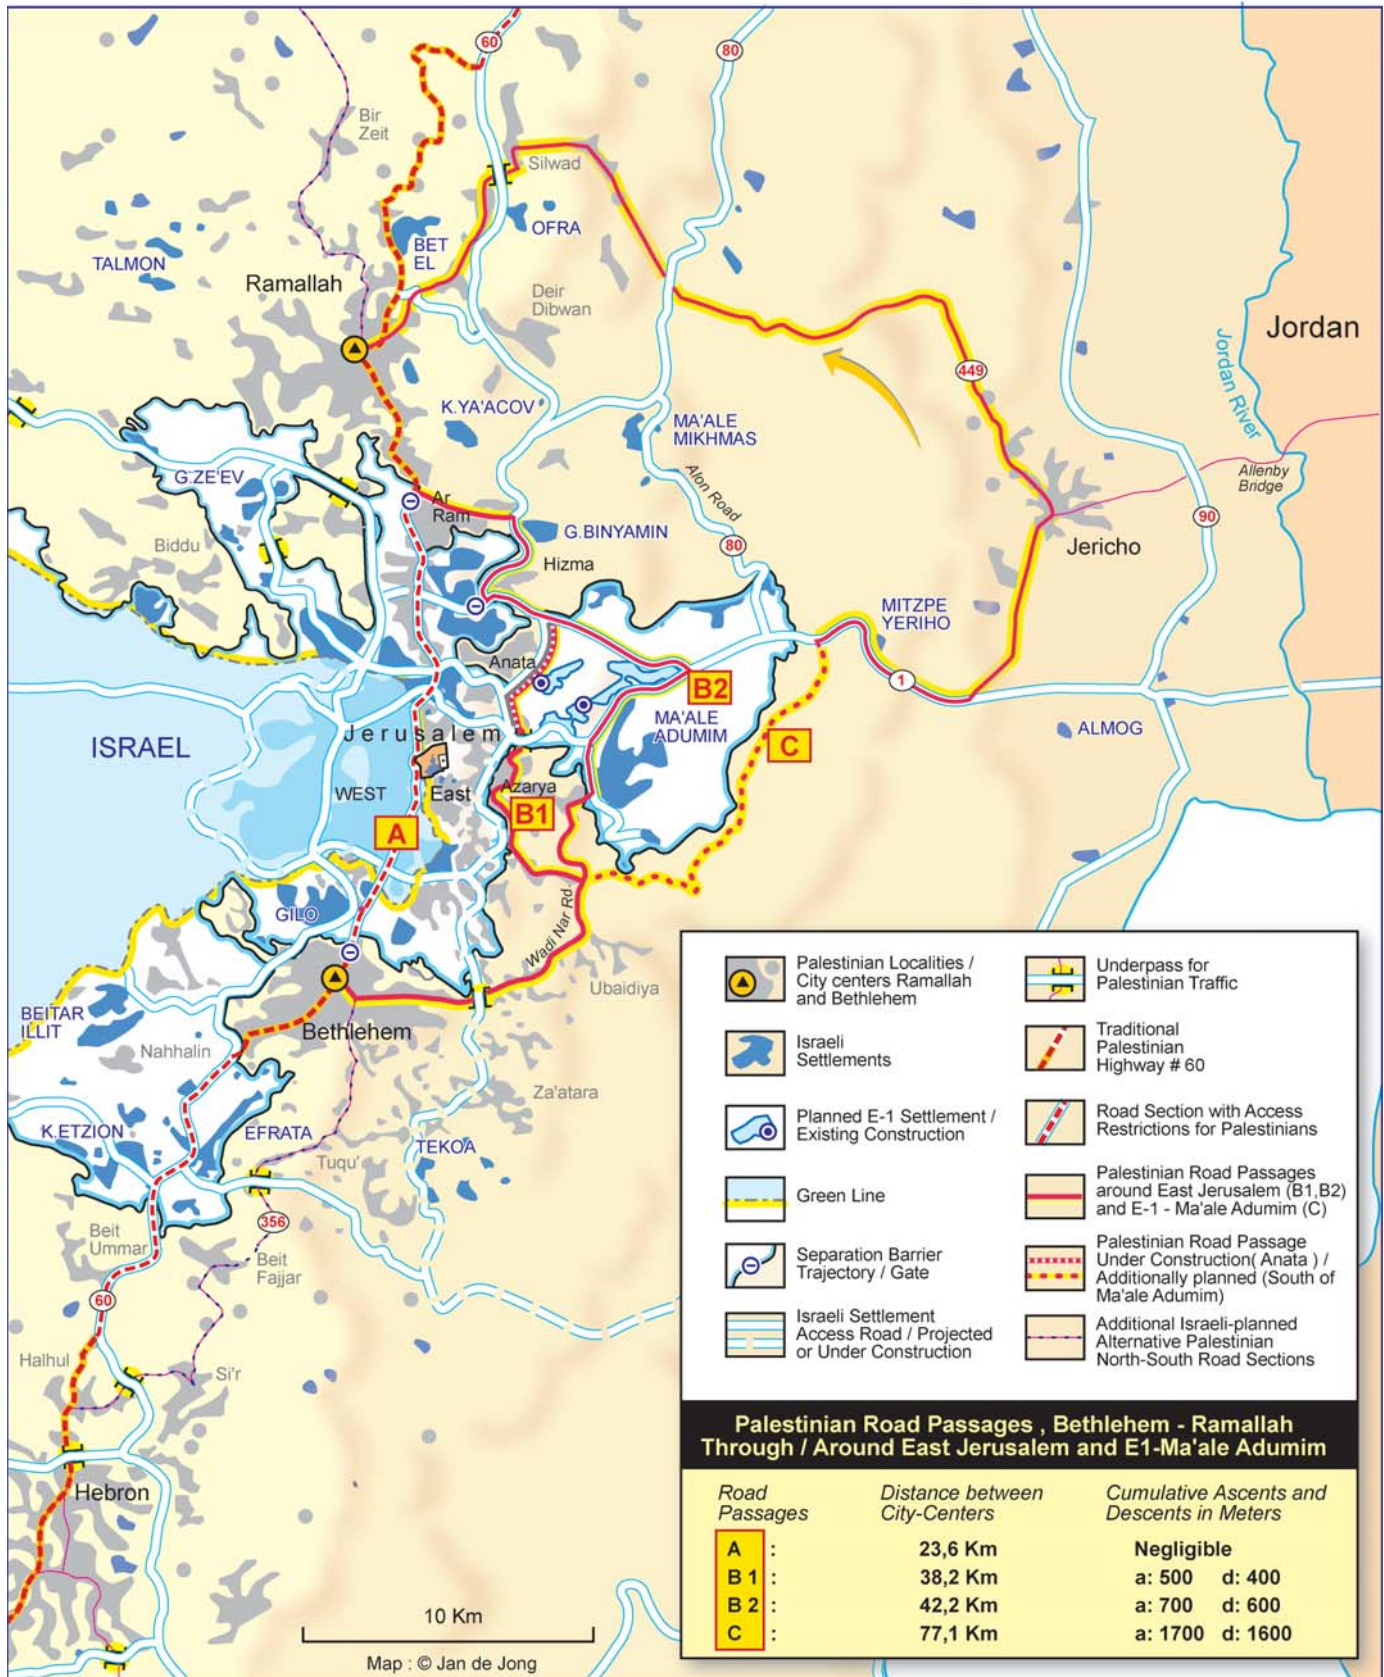 60
80
Bir
Zeit
Silwad
OFRA
BET
EL
TALMON
Ramallah
Deir
Dibwan
Jordan
Jordan River
449
K.YA'ACOV
MA'ALE
MIKHMAS
G.ZE'EV
Alon Road
Allenby
Bridge
Ar
Ram
90
G.BINYAMIN
Biddu
Hizma
80
Jericho
MITZPE
YERIHO
Anata
B2
1
MA'ALE
ADUMIM
Jerusalem
C
ALMOG
ISRAEL
WEST
East
Azarya
B1
A
GILO
Wadi Nar Rd.
Ubaidiya
BEITAR
ILLIT
Bethlehem
Nahhalin
Za'atara
K.ETZION
EFRATA
TEKOA
Tuqu'
356
Beit
Ummar
Beit
Fajjar
60
Halhul
Si'r
Hebron
10 Km
Map : © Jan de Jong
Palestinian Localities /
City centers Ramallah
and Bethlehem
Israeli
Settlements
Planned E-1 Settlement /
Existing Construction
Green Line
Separation Barrier
Trajectory / Gate
Israeli Settlement
Access Road / Projected
or Under Construction
Underpass for
Palestinian Traffic
Traditional
Palestinian
Highway # 60
Road Section with Access
Restrictions for Palestinians
Palestinian Road Passages
around East Jerusalem (B1,B2)
and E-1 - Ma'ale Adumim (C)
Palestinian Road Passage
Under Construction( Anata ) /
Additionally planned (South of
Ma'ale Adumim)
Additional Israeli-planned
Alternative Palestinian
North-South Road Sections
Palestinian Road Passages , Bethlehem - Ramallah
Through / Around East Jerusalem and E1-Ma'ale Adumim
Road Passages Distance between City-Centers Cumulative Ascents and Descents in Meters
A : 23,6 Km Negligible
B 1 : 38,2 Km a: 500 d: 400
B 2 : 42,2 Km a: 700 d: 600
C : 77,1 Km a: 1700 d: 1600